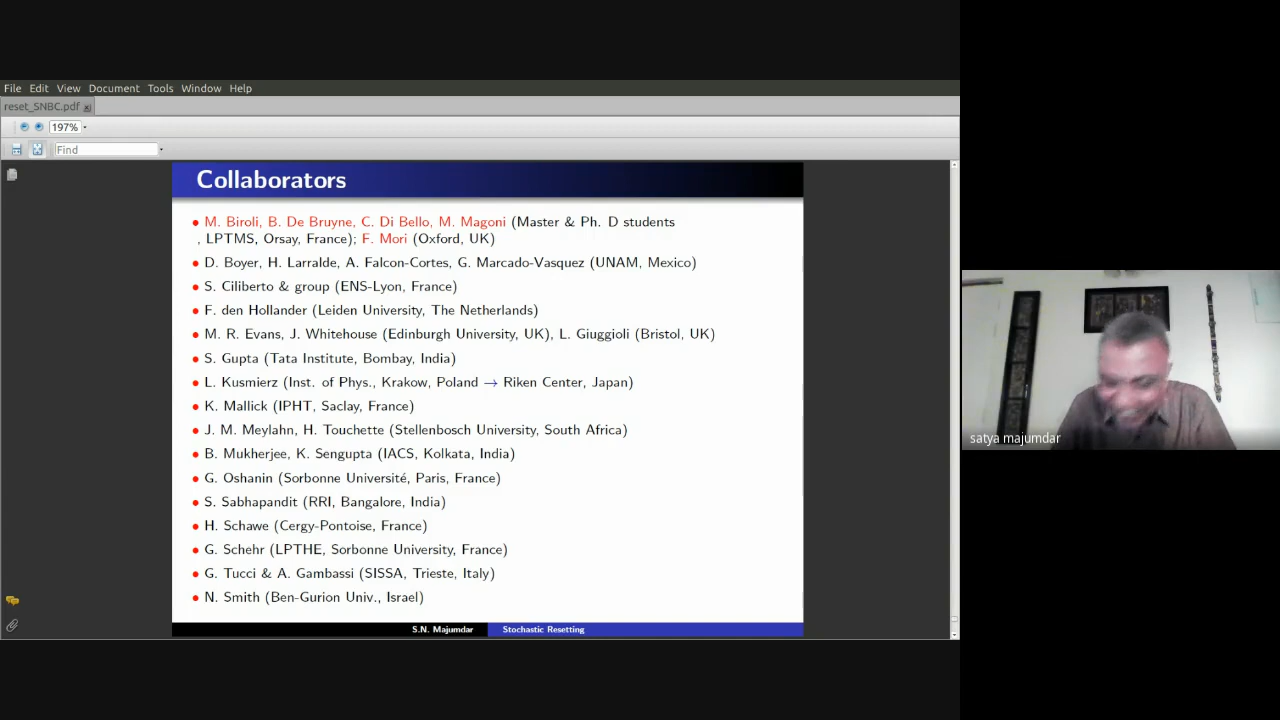 File Edit View Document Tools Window Help
reset_SNBC.pdf
197%
Find
Collaborators
• M. Biroli, B. De Bruyne, C. Di Bello, M. Magoni (Master & Ph. D students
, LPTMS, Orsay, France); F. Mori (Oxford, UK)
• D. Boyer, H. Larralde, A. Falcon-Cortes, G. Marcado-Vasquez (UNAM, Mexico)
• S. Ciliberto & group (ENS-Lyon, France)
• F. den Hollander (Leiden University, The Netherlands)
• M. R. Evans, J. Whitehouse (Edinburgh University, UK), L. Giuggioli (Bristol, UK)
• S. Gupta (Tata Institute, Bombay, India)
• L. Kusmierz (Inst. of Phys., Krakow, Poland → Riken Center, Japan)
• K. Mallick (IPHT, Saclay, France)
• J. M. Meylahn, H. Touchette (Stellenbosch University, South Africa)
• B. Mukherjee, K. Sengupta (IACS, Kolkata, India)
• G. Oshanin (Sorbonne Université, Paris, France)
• S. Sabhapandit (RRI, Bangalore, India)
• H. Schawe (Cergy-Pontoise, France)
• G. Schehr (LPTHE, Sorbonne University, France)
• G. Tucci & A. Gambassi (SISSA, Trieste, Italy)
• N. Smith (Ben-Gurion Univ., Israel)
S.N. Majumdar Stochastic Resetting
satya majumdar